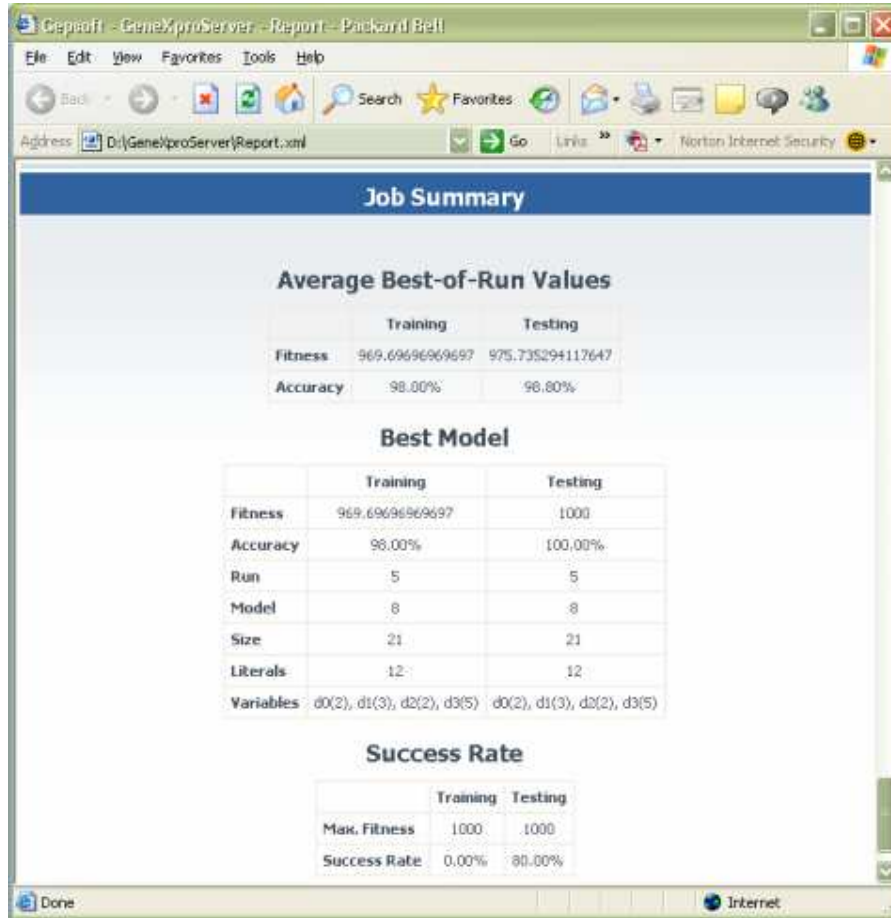 Gepsoft - GeneXproServer - Report - Packard Bell
File Edit View Favorites Tools Help
Back Search Favorites
Address D:\GeneXproServer\Report.xml Go Links » Norton Internet Security
Job Summary
Average Best-of-Run Values
Training Testing
Fitness 969.69696969697 975.735294117647
Accuracy 98.00% 98.80%
Best Model
Training Testing
Fitness 969.69696969697 1000
Accuracy 98.00% 100.00%
Run 5 5
Model 8 8
Size 21 21
Literals 12 12
Variables d0(2), d1(3), d2(2), d3(5) d0(2), d1(3), d2(2), d3(5)
Success Rate
Training Testing
Max. Fitness 1000 1000
Success Rate 0.00% 80.00%
Done Internet